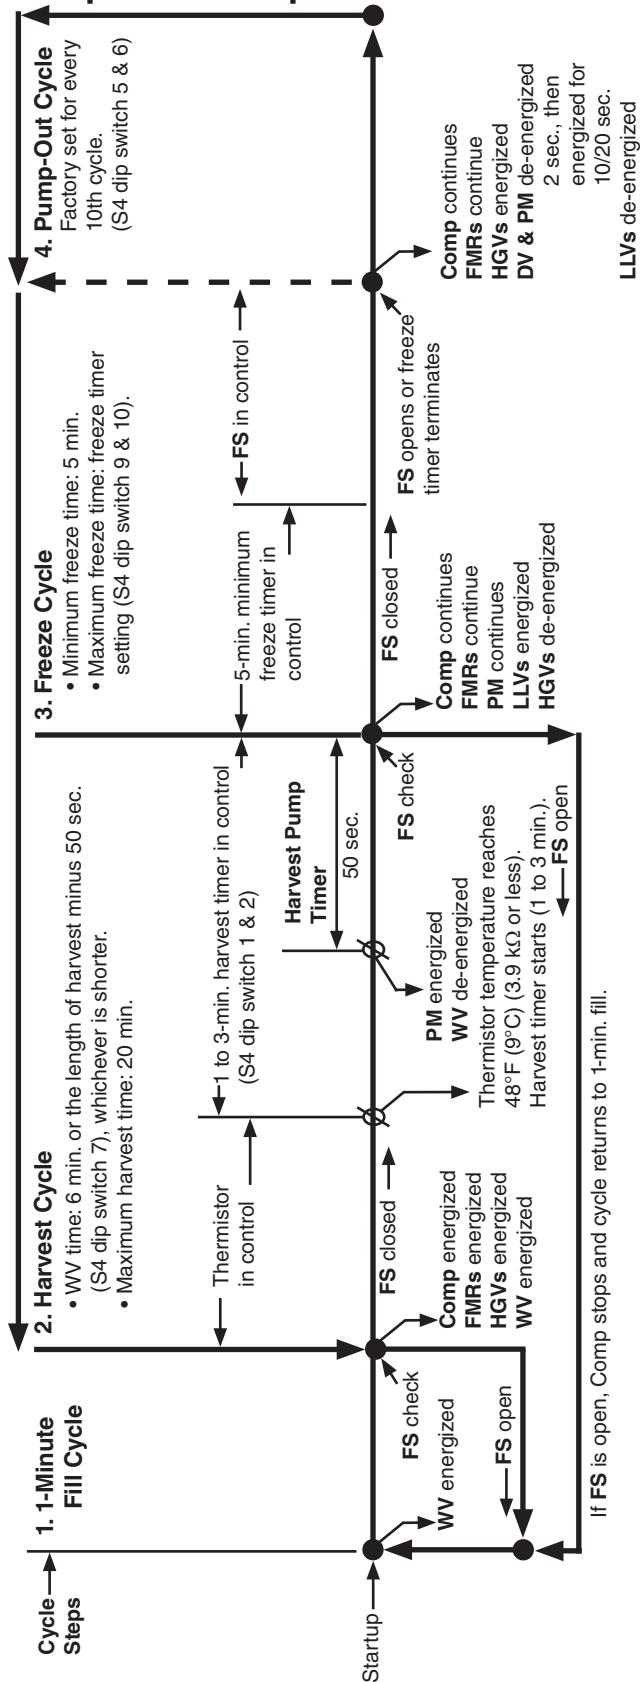 Cycle
Steps
1. 1-Minute
Fill Cycle
2. Harvest Cycle
• WV time: 6 min. or the length of harvest minus 50 sec.
(S4 dip switch 7), whichever is shorter.
• Maximum harvest time: 20 min.
3. Freeze Cycle
• Minimum freeze time: 5 min.
• Maximum freeze time: freeze timer
setting (S4 dip switch 9 & 10).
4. Pump-Out Cycle
Factory set for every
10th cycle.
(S4 dip switch 5 & 6)
Thermistor
in control
1 to 3-min. harvest timer in control
(S4 dip switch 1 & 2)
Harvest Pump
Timer
50 sec.
5-min. minimum
freeze timer in
control
FS in control
Startup
FS check
FS closed
FS check
FS closed
FS opens or freeze
timer terminates
WV energized
FS open
Comp energized
FMRs energized
HGVs energized
WV energized
PM energized
WV de-energized
Thermistor temperature reaches
48°F (9°C) (3.9 kΩ or less).
Harvest timer starts (1 to 3 min.).
FS open
Comp continues
FMRs continue
PM continues
LLVs energized
HGVs de-energized
Comp continues
FMRs continue
HGVs energized
DV & PM de-energized
2 sec., then
energized for
10/20 sec.
LLVs de-energized
If FS is open, Comp stops and cycle returns to 1-min. fill.